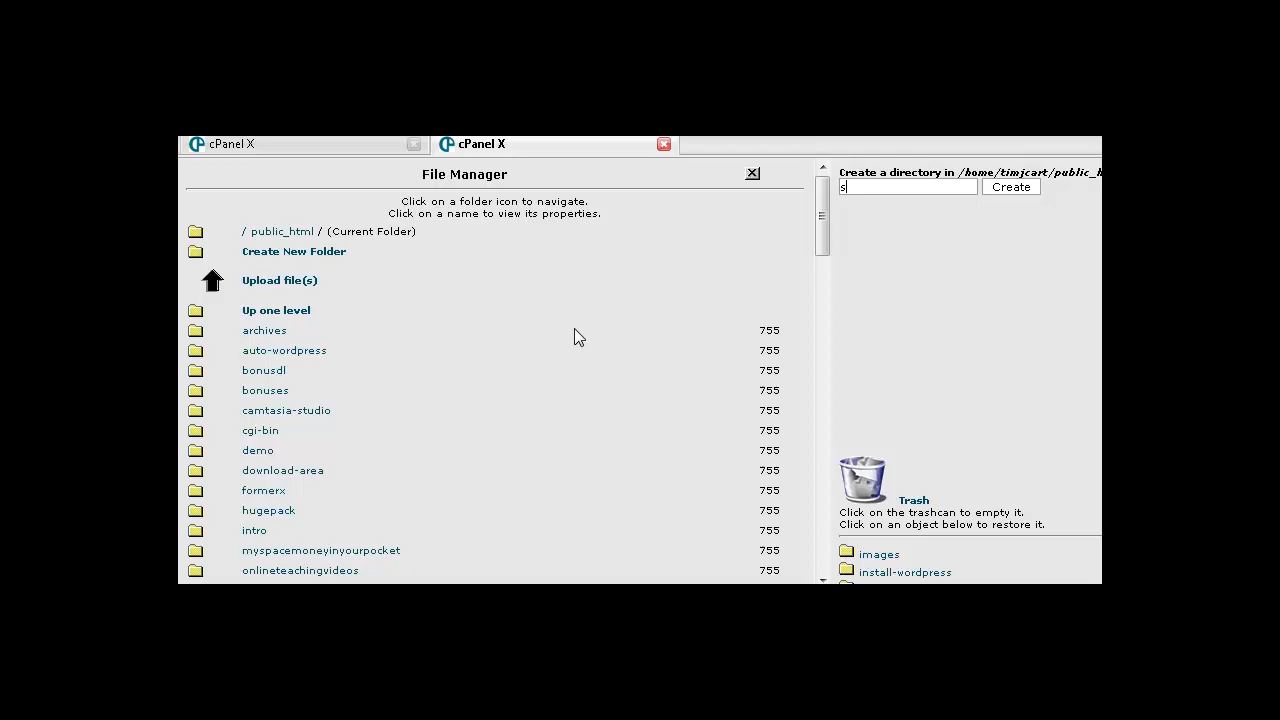 cPanel X
cPanel X
File Manager
Click on a folder icon to navigate.
Click on a name to view its properties.
/ public_html / (Current Folder)
Create New Folder
Upload file(s)
Up one level
archives 755
auto-wordpress 755
bonusdl 755
bonuses 755
camtasia-studio 755
cgi-bin 755
demo 755
download-area 755
formerx 755
hugepack 755
intro 755
myspacemoneyinyourpocket 755
onlineteachingvideos 755
Create a directory in /home/timjcart/public_h
s
Create
Trash
Click on the trashcan to empty it.
Click on an object below to restore it.
images
install-wordpress